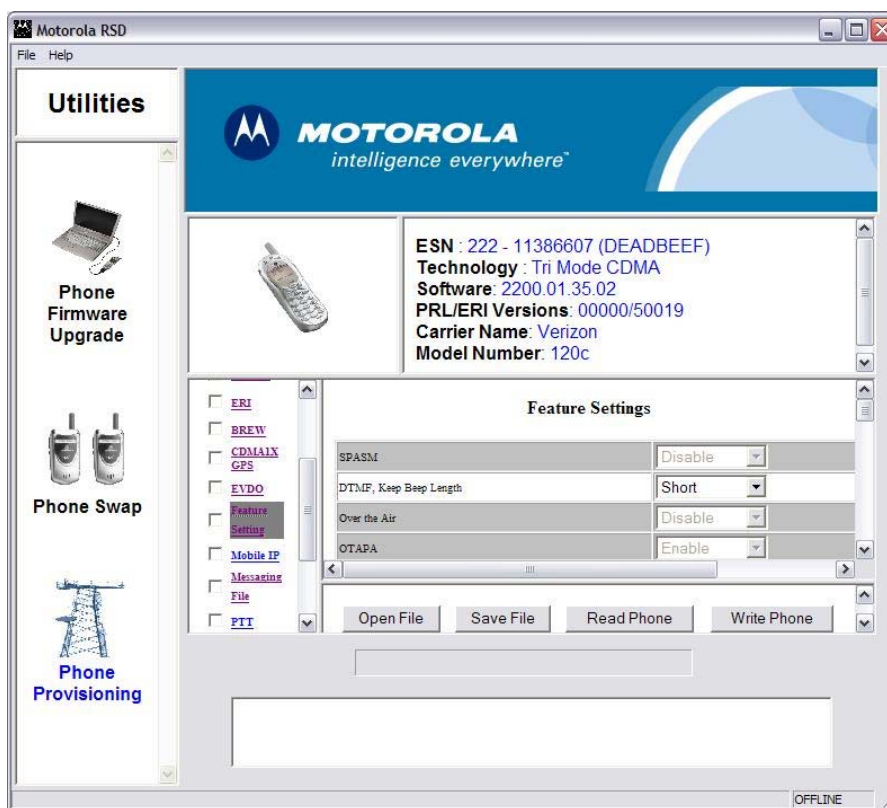 Motorola RSD
File Help
Utilities
Phone
Firmware
Upgrade
Phone Swap
Phone
Provisioning
MOTOROLA
intelligence everywhere™
ESN : 222 - 11386607 (DEADBEEF)
Technology : Tri Mode CDMA
Software: 2200.01.35.02
PRL/ERI Versions: 00000/50019
Carrier Name: Verizon
Model Number: 120c
ERI
BREW
CDMA1X
GPS
EVDO
Feature
Setting
Mobile IP
Messaging
File
PTT
Feature Settings
SPASM Disable
DTMF, Keep Beep Length Short
Over the Air Disable
OTAPA Enable
Open File Save File Read Phone Write Phone
OFFLINE